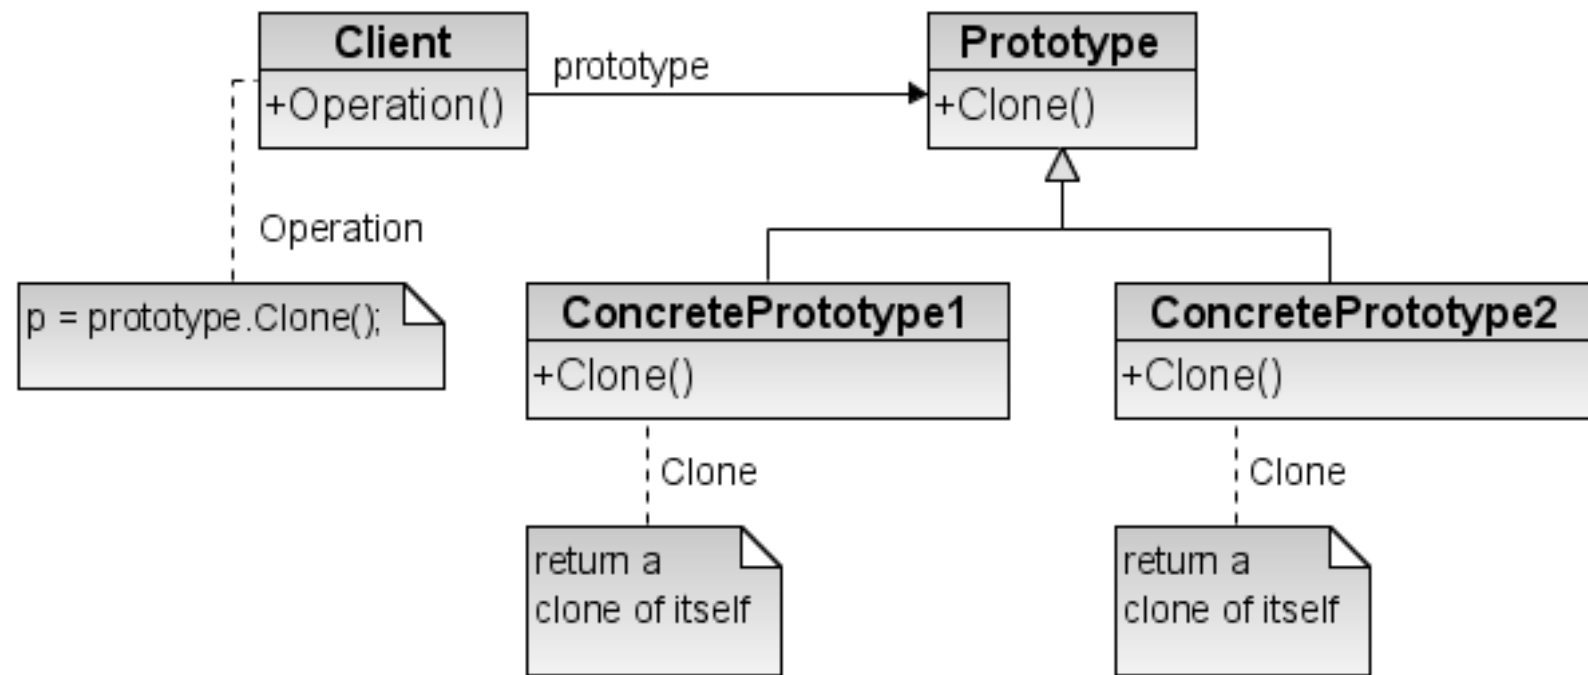 Client
+Operation()
prototype
Prototype
+Clone()
Operation
p = prototype.Clone();
ConcretePrototype1
+Clone()
ConcretePrototype2
+Clone()
Clone
return a
clone of itself
Clone
return a
clone of itself